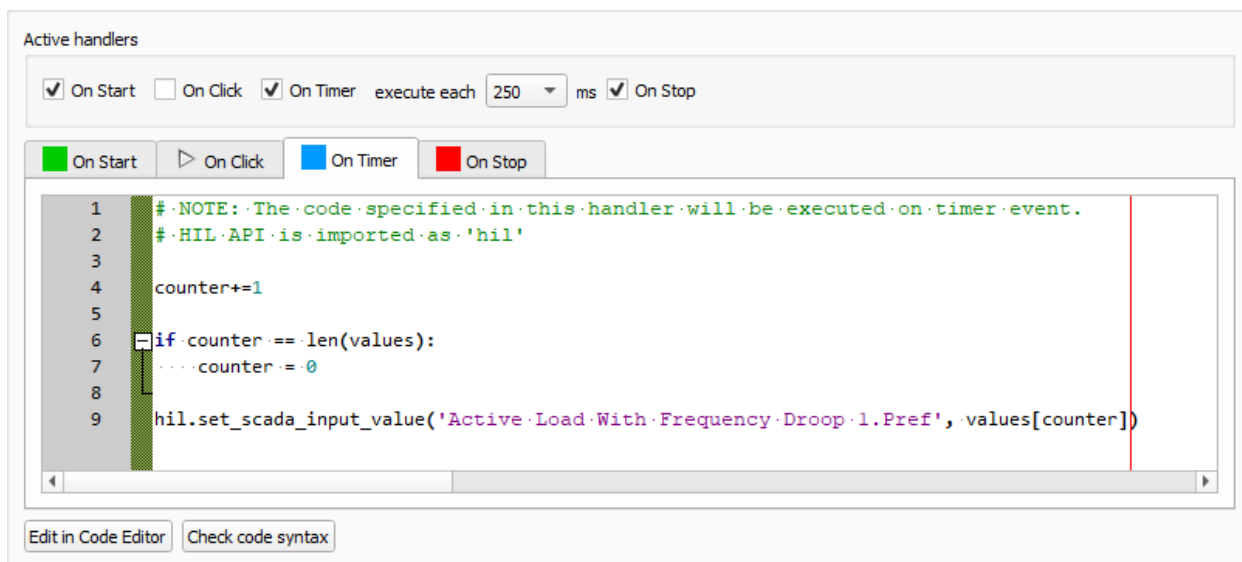 Active handlers
On Start On Click On Timer execute each 250 ms On Stop
On Start On Click On Timer On Stop
1 # NOTE: The code specified in this handler will be executed on timer event.
2 # HIL API is imported as 'hil'
3
4 counter+=1
5
6 if counter == len(values):
7     counter = 0
8
9 hil.set_scada_input_value('Active Load With Frequency Droop 1.Pref', values[counter])
Edit in Code Editor Check code syntax